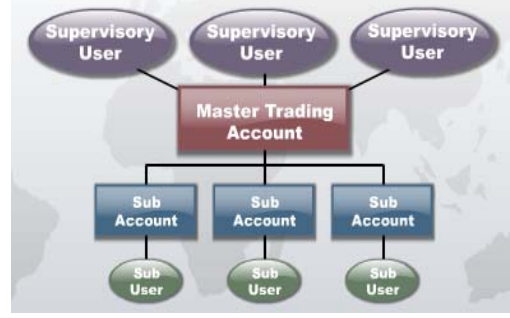 Supervisory
User
Supervisory
User
Supervisory
User
Master Trading
Account
Sub
Account
Sub
Account
Sub
Account
Sub
User
Sub
User
Sub
User